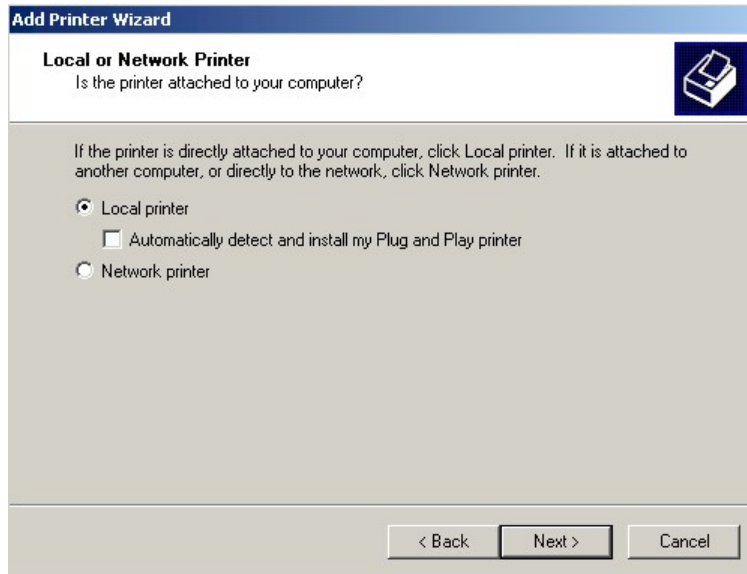 Add Printer Wizard
Local or Network Printer
Is the printer attached to your computer?
If the printer is directly attached to your computer, click Local printer. If it is attached to
another computer, or directly to the network, click Network printer.
Local printer
Automatically detect and install my Plug and Play printer
Network printer
< Back Next > Cancel